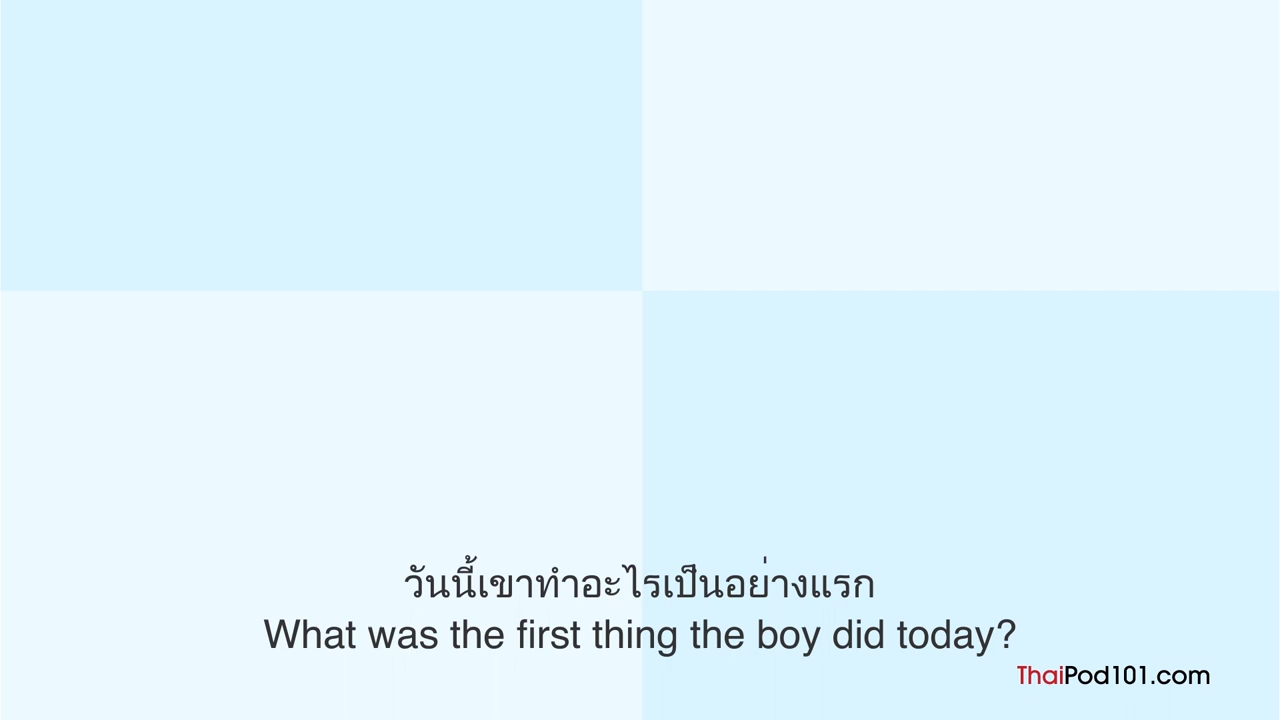 วันนี้เขาทำอะไรเป็นอย่างแรก
What was the first thing the boy did today?
ThaiPod101.com